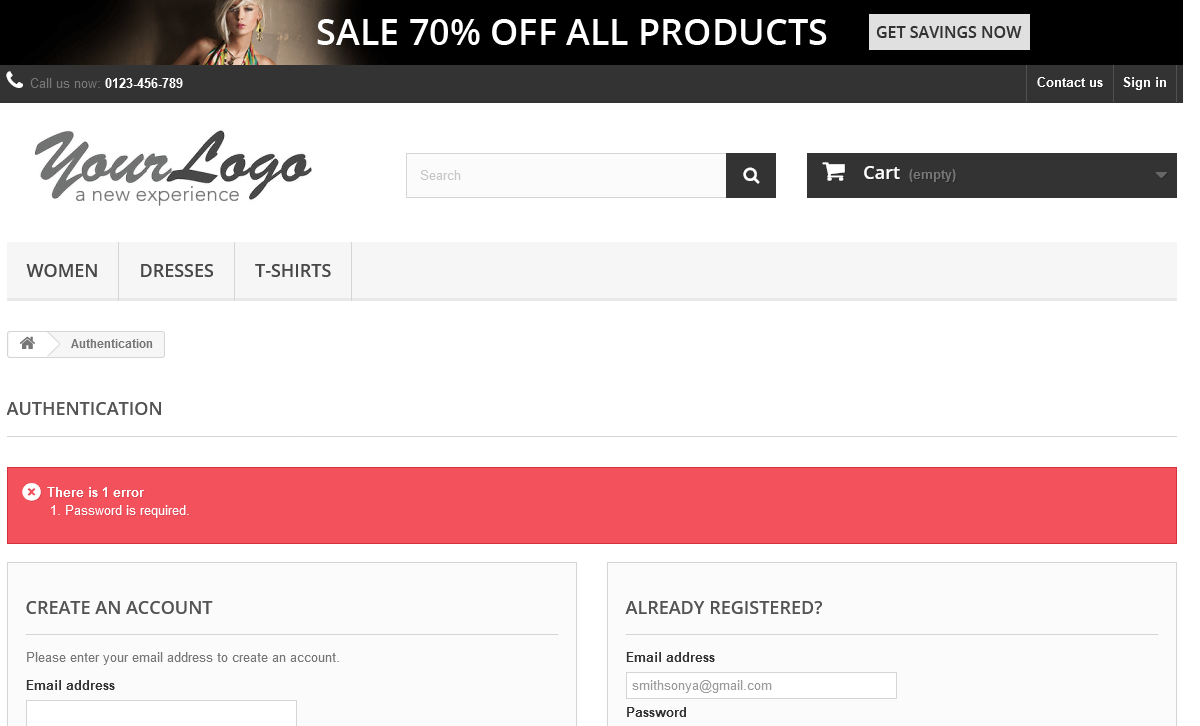 SALE 70% OFF ALL PRODUCTS GET SAVINGS NOW
Call us now: 0123-456-789 Contact us Sign in
Your Logo
a new experience
Search
Cart (empty)
WOMEN DRESSES T-SHIRTS
Authentication
AUTHENTICATION
There is 1 error
1. Password is required.
CREATE AN ACCOUNT
Please enter your email address to create an account.
Email address
ALREADY REGISTERED?
Email address
smithsonya@gmail.com
Password